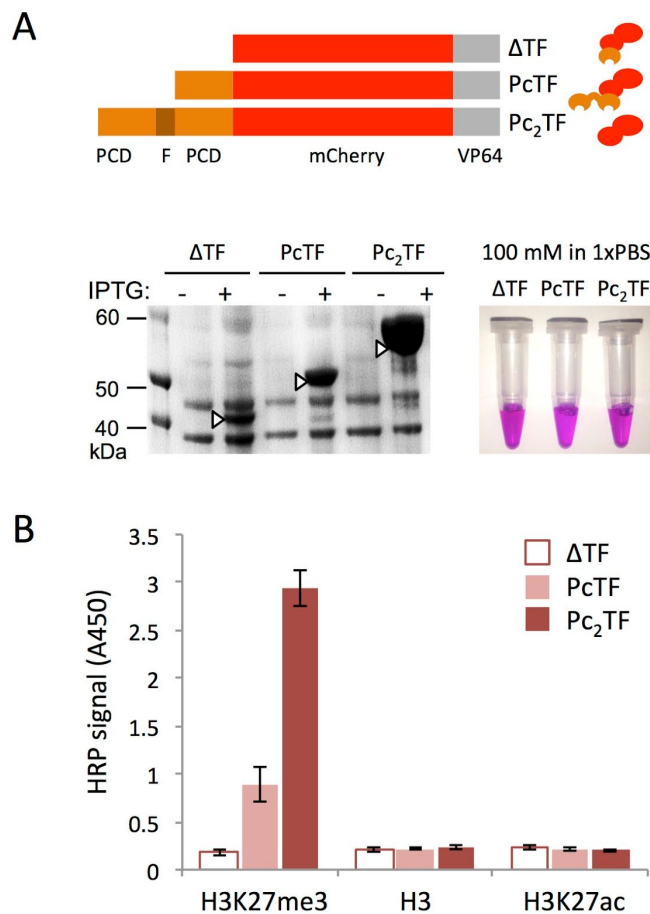 A
ΔTF
PcTF
Pc₂TF
PCD F PCD mCherry VP64
ΔTF PcTF Pc₂TF
IPTG: - + - + - +
60
50
40
kDa
100 mM in 1xPBS
ΔTF PcTF Pc₂TF
B
HRP signal (A450)
3.5
3
2.5
2
1.5
1
0.5
0
ΔTF
PcTF
Pc₂TF
H3K27me3 H3 H3K27ac